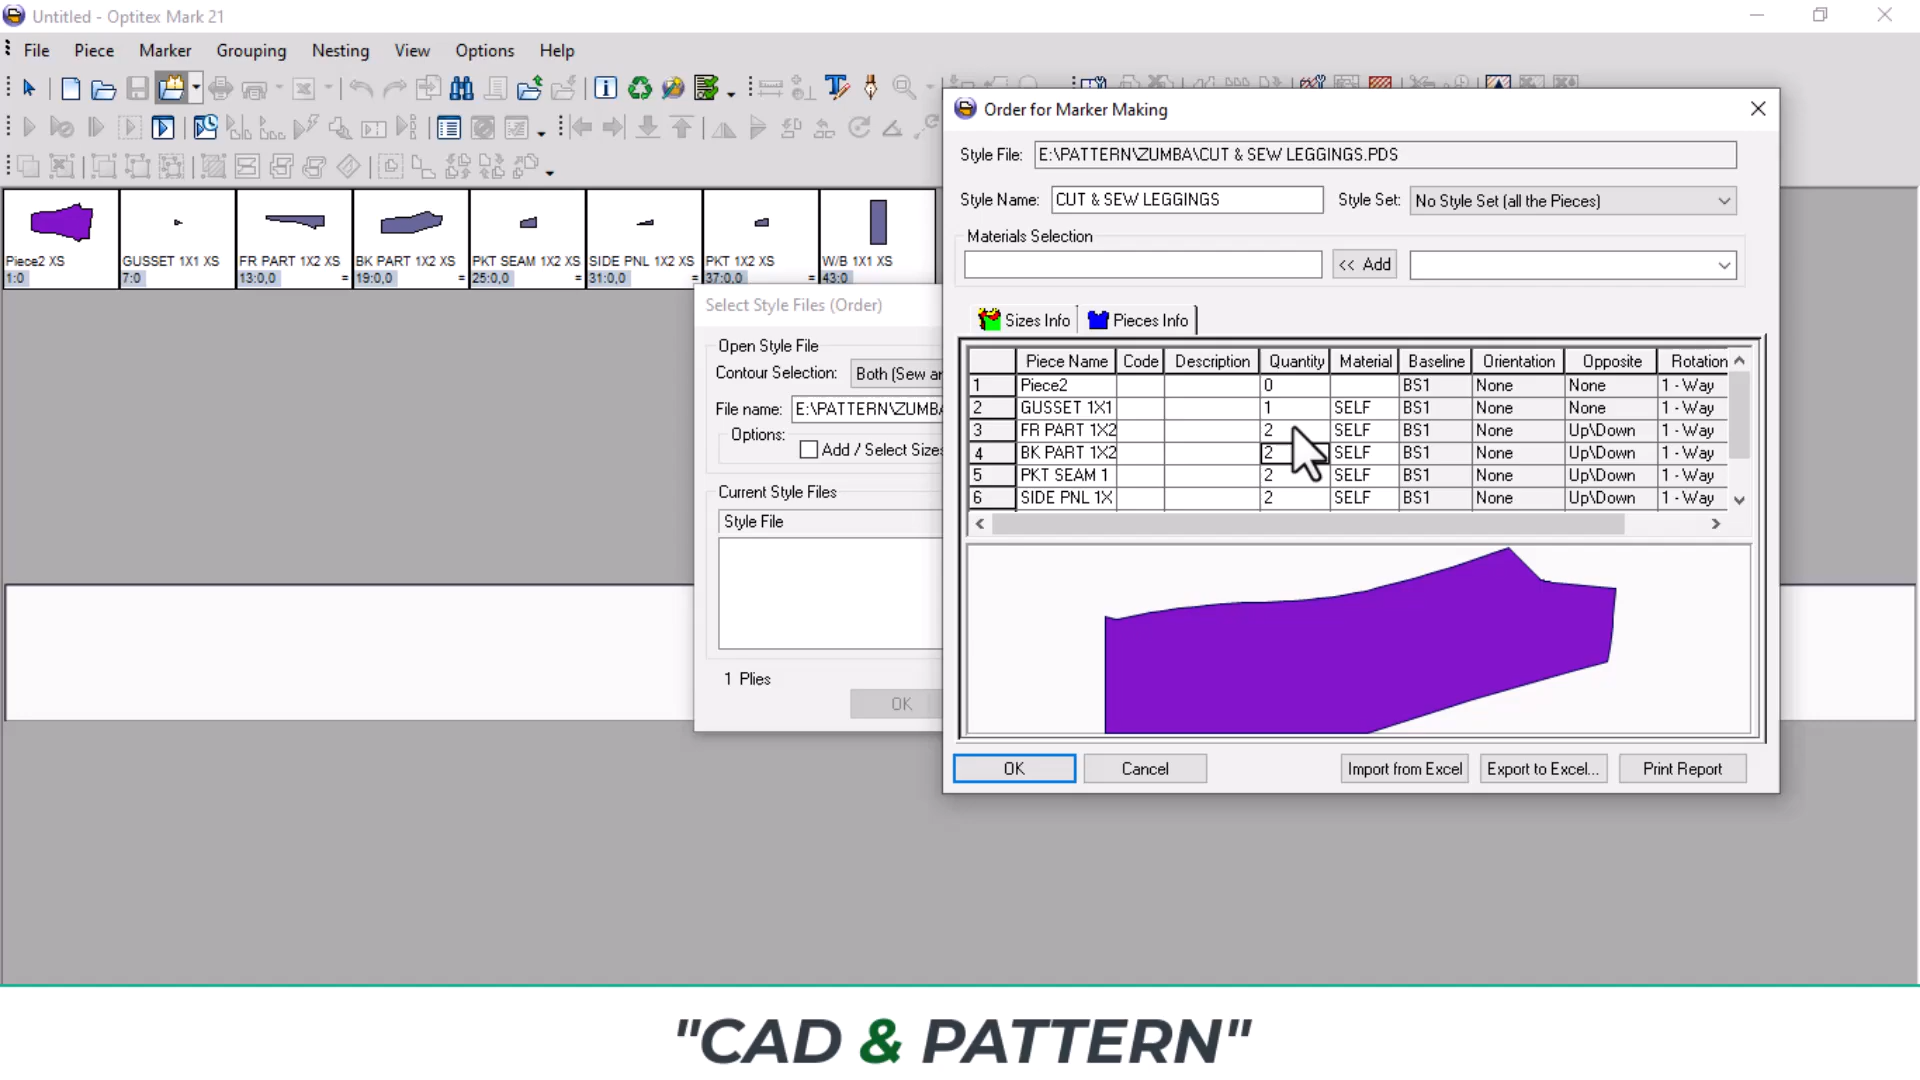 Untitled - Optitex Mark 21
File Piece Marker Grouping Nesting View Options Help
Piece2 XS
1:0
GUSSET 1X1 XS
7:0
FR PART 1X2 XS
13:0,0 =
BK PART 1X2 XS
19:0,0 =
PKT SEAM 1X2 XS
25:0,0 =
SIDE PNL 1X2 XS
31:0,0 =
PKT 1X2 XS
37:0,0 =
W/B 1X1 XS
43:0
Select Style Files (Order)
Open Style File
Contour Selection: Both (Sew an
File name: E:\PATTERN\ZUMBA
Options:
Add / Select Sizes
Current Style Files
Style File
1 Plies
OK
Order for Marker Making
Style File: E:\PATTERN\ZUMBA\CUT & SEW LEGGINGS.PDS
Style Name: CUT & SEW LEGGINGS Style Set: No Style Set (all the Pieces)
Materials Selection
<< Add
Sizes Info Pieces Info
Piece Name Code Description Quantity Material Baseline Orientation Opposite Rotation
1 Piece2 0 BS1 None None 1 - Way
2 GUSSET 1X1 1 SELF BS1 None None 1 - Way
3 FR PART 1X2 2 SELF BS1 None Up\Down 1 - Way
4 BK PART 1X2 2 SELF BS1 None Up\Down 1 - Way
5 PKT SEAM 1 2 SELF BS1 None Up\Down 1 - Way
6 SIDE PNL 1X 2 SELF BS1 None Up\Down 1 - Way
OK Cancel Import from Excel Export to Excel... Print Report
"CAD & PATTERN"